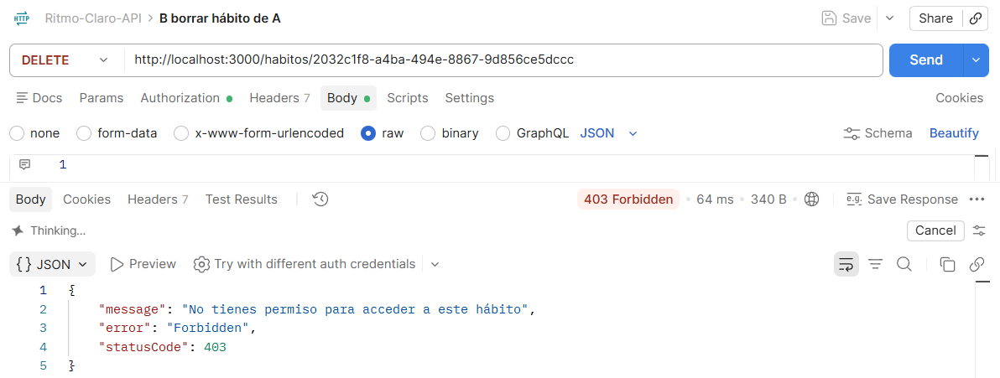 HTTP Ritmo-Claro-API > B borrar hábito de A Save Share
DELETE http://localhost:3000/habitos/2032c1f8-a4ba-494e-8867-9d856ce5dccc Send
Docs Params Authorization Headers 7 Body Scripts Settings Cookies
none form-data x-www-form-urlencoded raw binary GraphQL JSON Schema Beautify
1
Body Cookies Headers 7 Test Results 403 Forbidden 64 ms 340 B e.g. Save Response
Thinking... Cancel
{} JSON Preview Try with different auth credentials
1 {
2 "message": "No tienes permiso para acceder a este hábito",
3 "error": "Forbidden",
4 "statusCode": 403
5 }